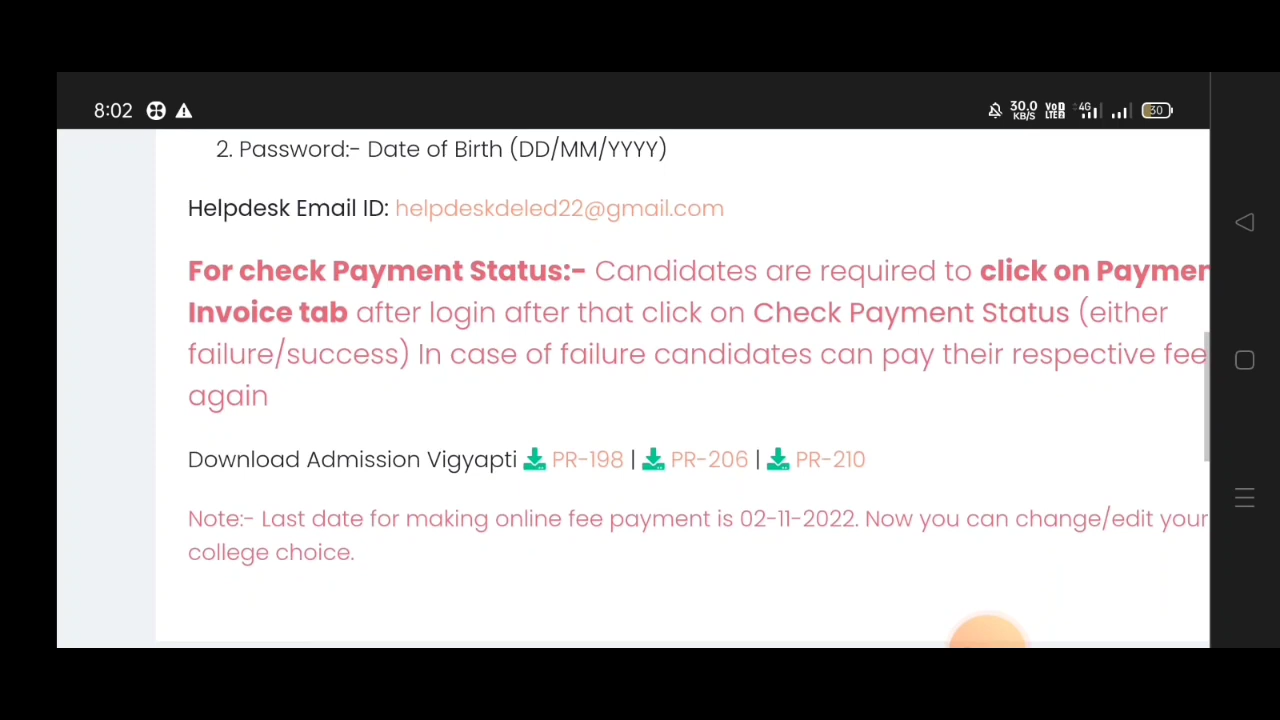 8:02 30.0 KB/S VoD LTE2 4G 30
2. Password:- Date of Birth (DD/MM/YYYY)
Helpdesk Email ID: helpdeskdeled22@gmail.com
For check Payment Status:- Candidates are required to click on Paymen
Invoice tab after login after that click on Check Payment Status (either
failure/success) In case of failure candidates can pay their respective fee
again
Download Admission Vigyapti PR-198 | PR-206 | PR-210
Note:- Last date for making online fee payment is 02-11-2022. Now you can change/edit your
college choice.